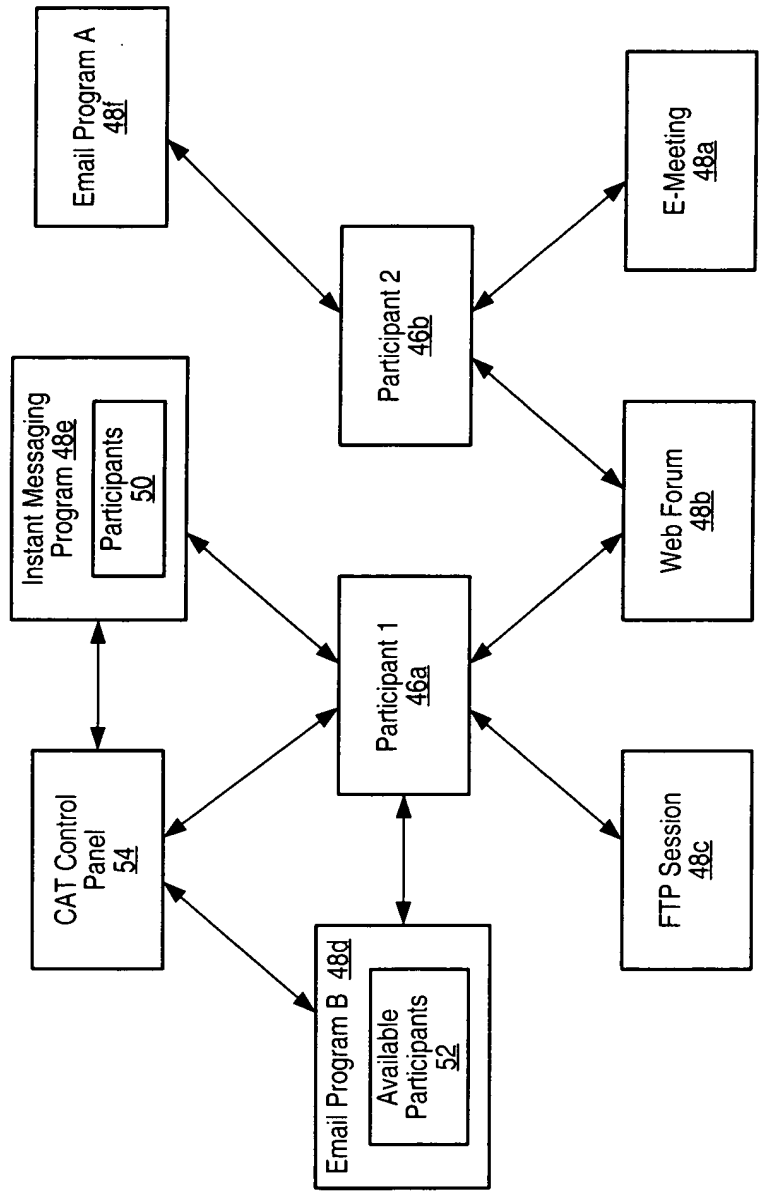 Email Program B 48d
Available
Participants
52
CAT Control
Panel
54
Instant Messaging
Program 48e
Participants
50
Email Program A
48f
Participant 1
46a
Participant 2
46b
FTP Session
48c
Web Forum
48b
E-Meeting
48a